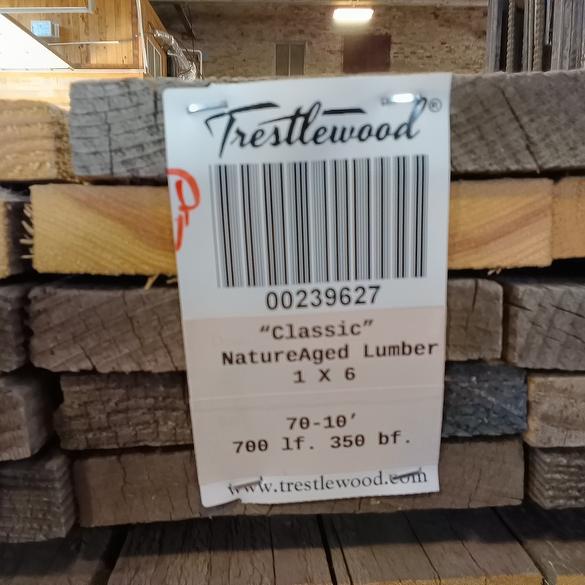 Trestlewood®
00239627
“Classic”
NatureAged Lumber
1 X 6
70-10’
700 lf. 350 bf.
www.trestlewood.com